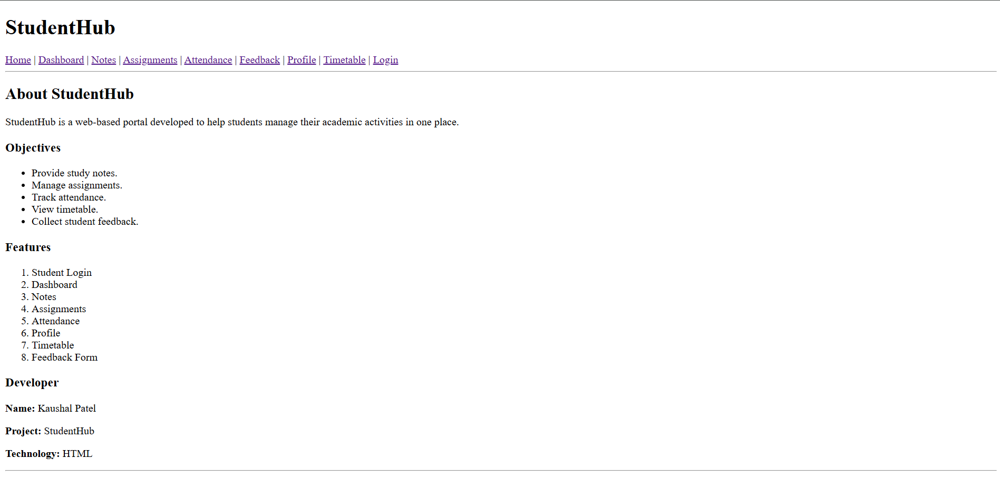 StudentHub
Home | Dashboard | Notes | Assignments | Attendance | Feedback | Profile | Timetable | Login
About StudentHub
StudentHub is a web-based portal developed to help students manage their academic activities in one place.
Objectives
• Provide study notes.
• Manage assignments.
• Track attendance.
• View timetable.
• Collect student feedback.
Features
1. Student Login
2. Dashboard
3. Notes
4. Assignments
5. Attendance
6. Profile
7. Timetable
8. Feedback Form
Developer
Name: Kaushal Patel
Project: StudentHub
Technology: HTML